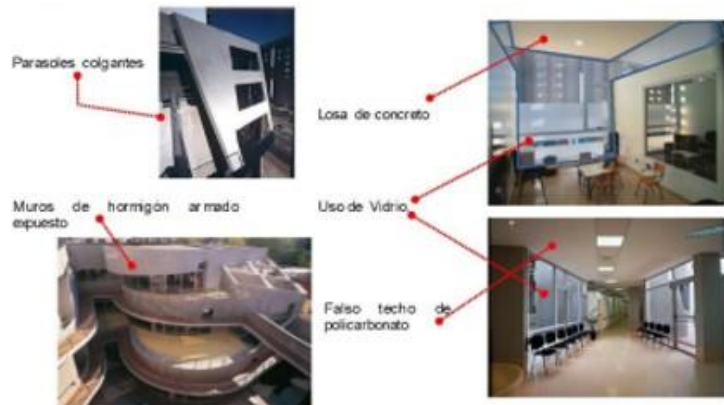 Parasoles colgantes
Losa de concreto
Muros de hormigón armado
expuesto
Uso de Vidrio
Falso techo de
policarbonato